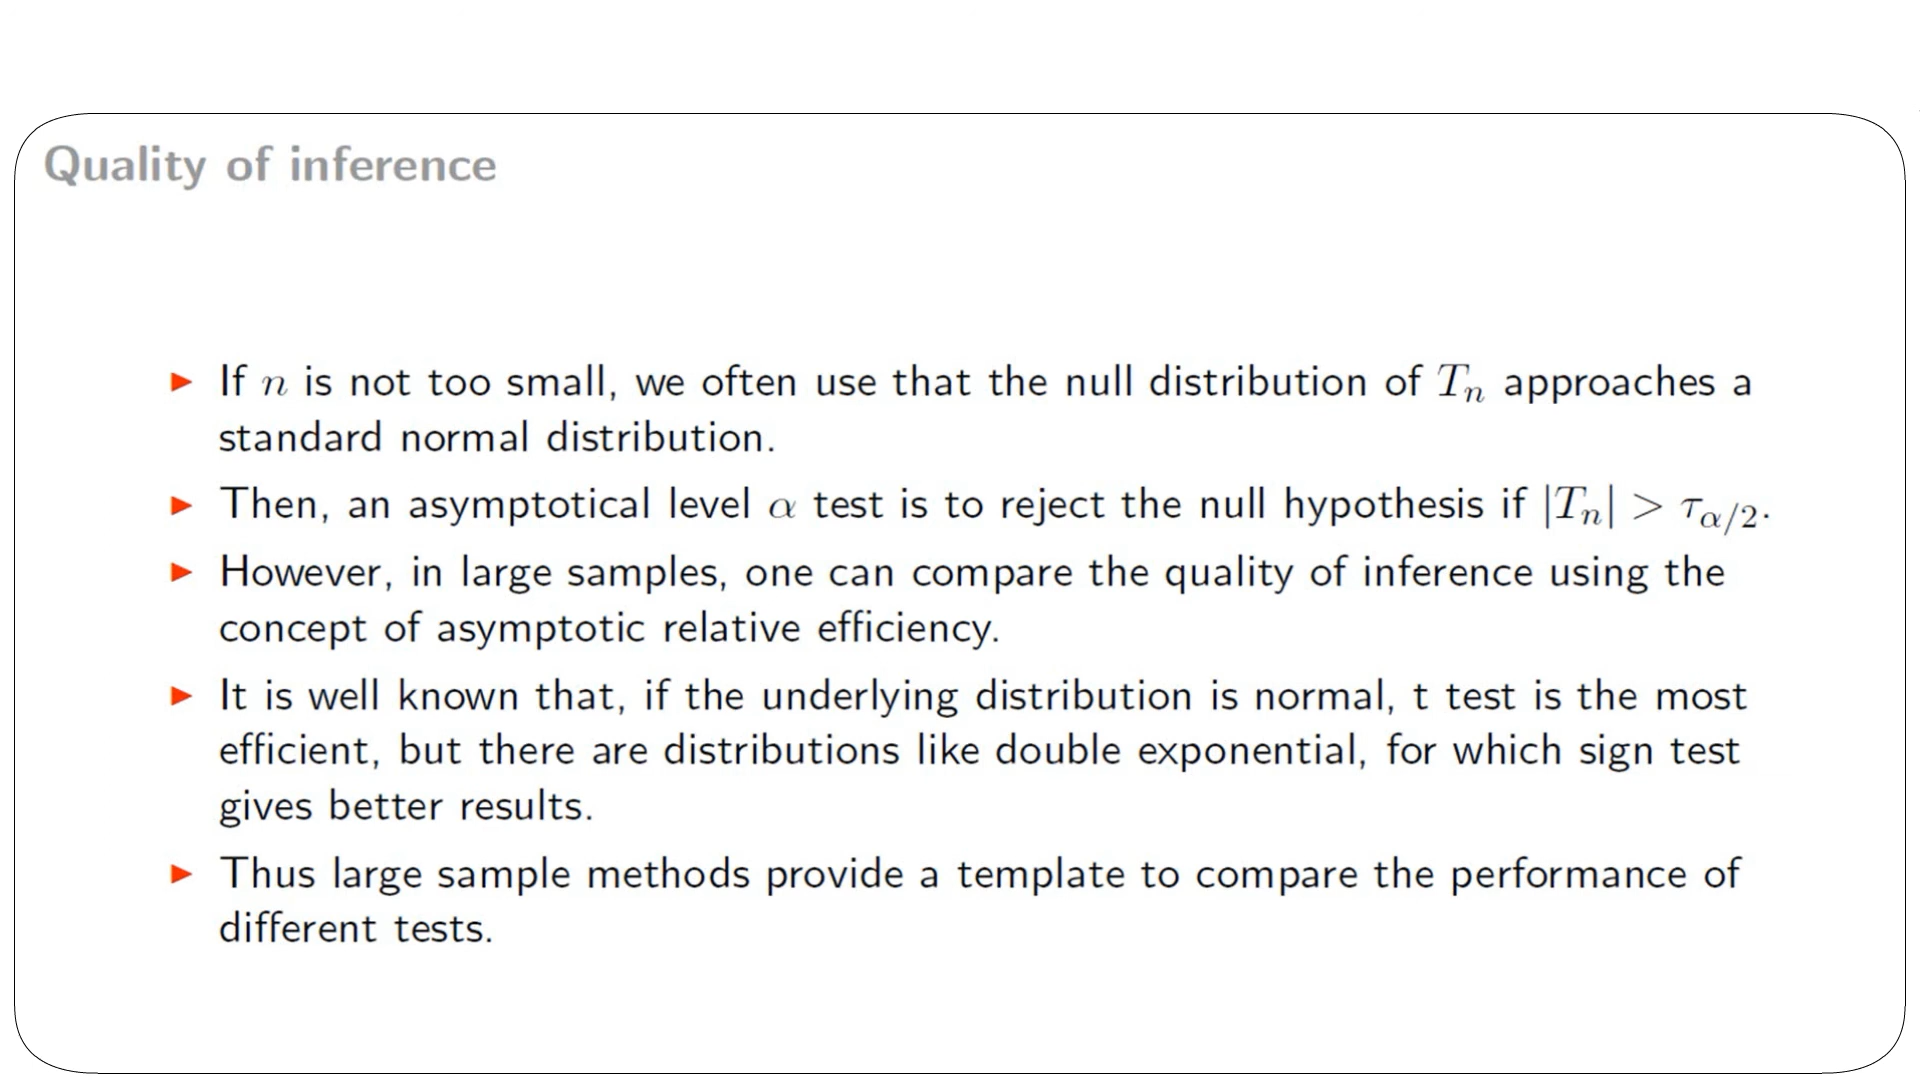 Quality of inference
► If n is not too small, we often use that the null distribution of Tₙ approaches a
standard normal distribution.
► Then, an asymptotical level α test is to reject the null hypothesis if |Tₙ| > τ_{α/2}.
► However, in large samples, one can compare the quality of inference using the
concept of asymptotic relative efficiency.
► It is well known that, if the underlying distribution is normal, t test is the most
efficient, but there are distributions like double exponential, for which sign test
gives better results.
► Thus large sample methods provide a template to compare the performance of
different tests.